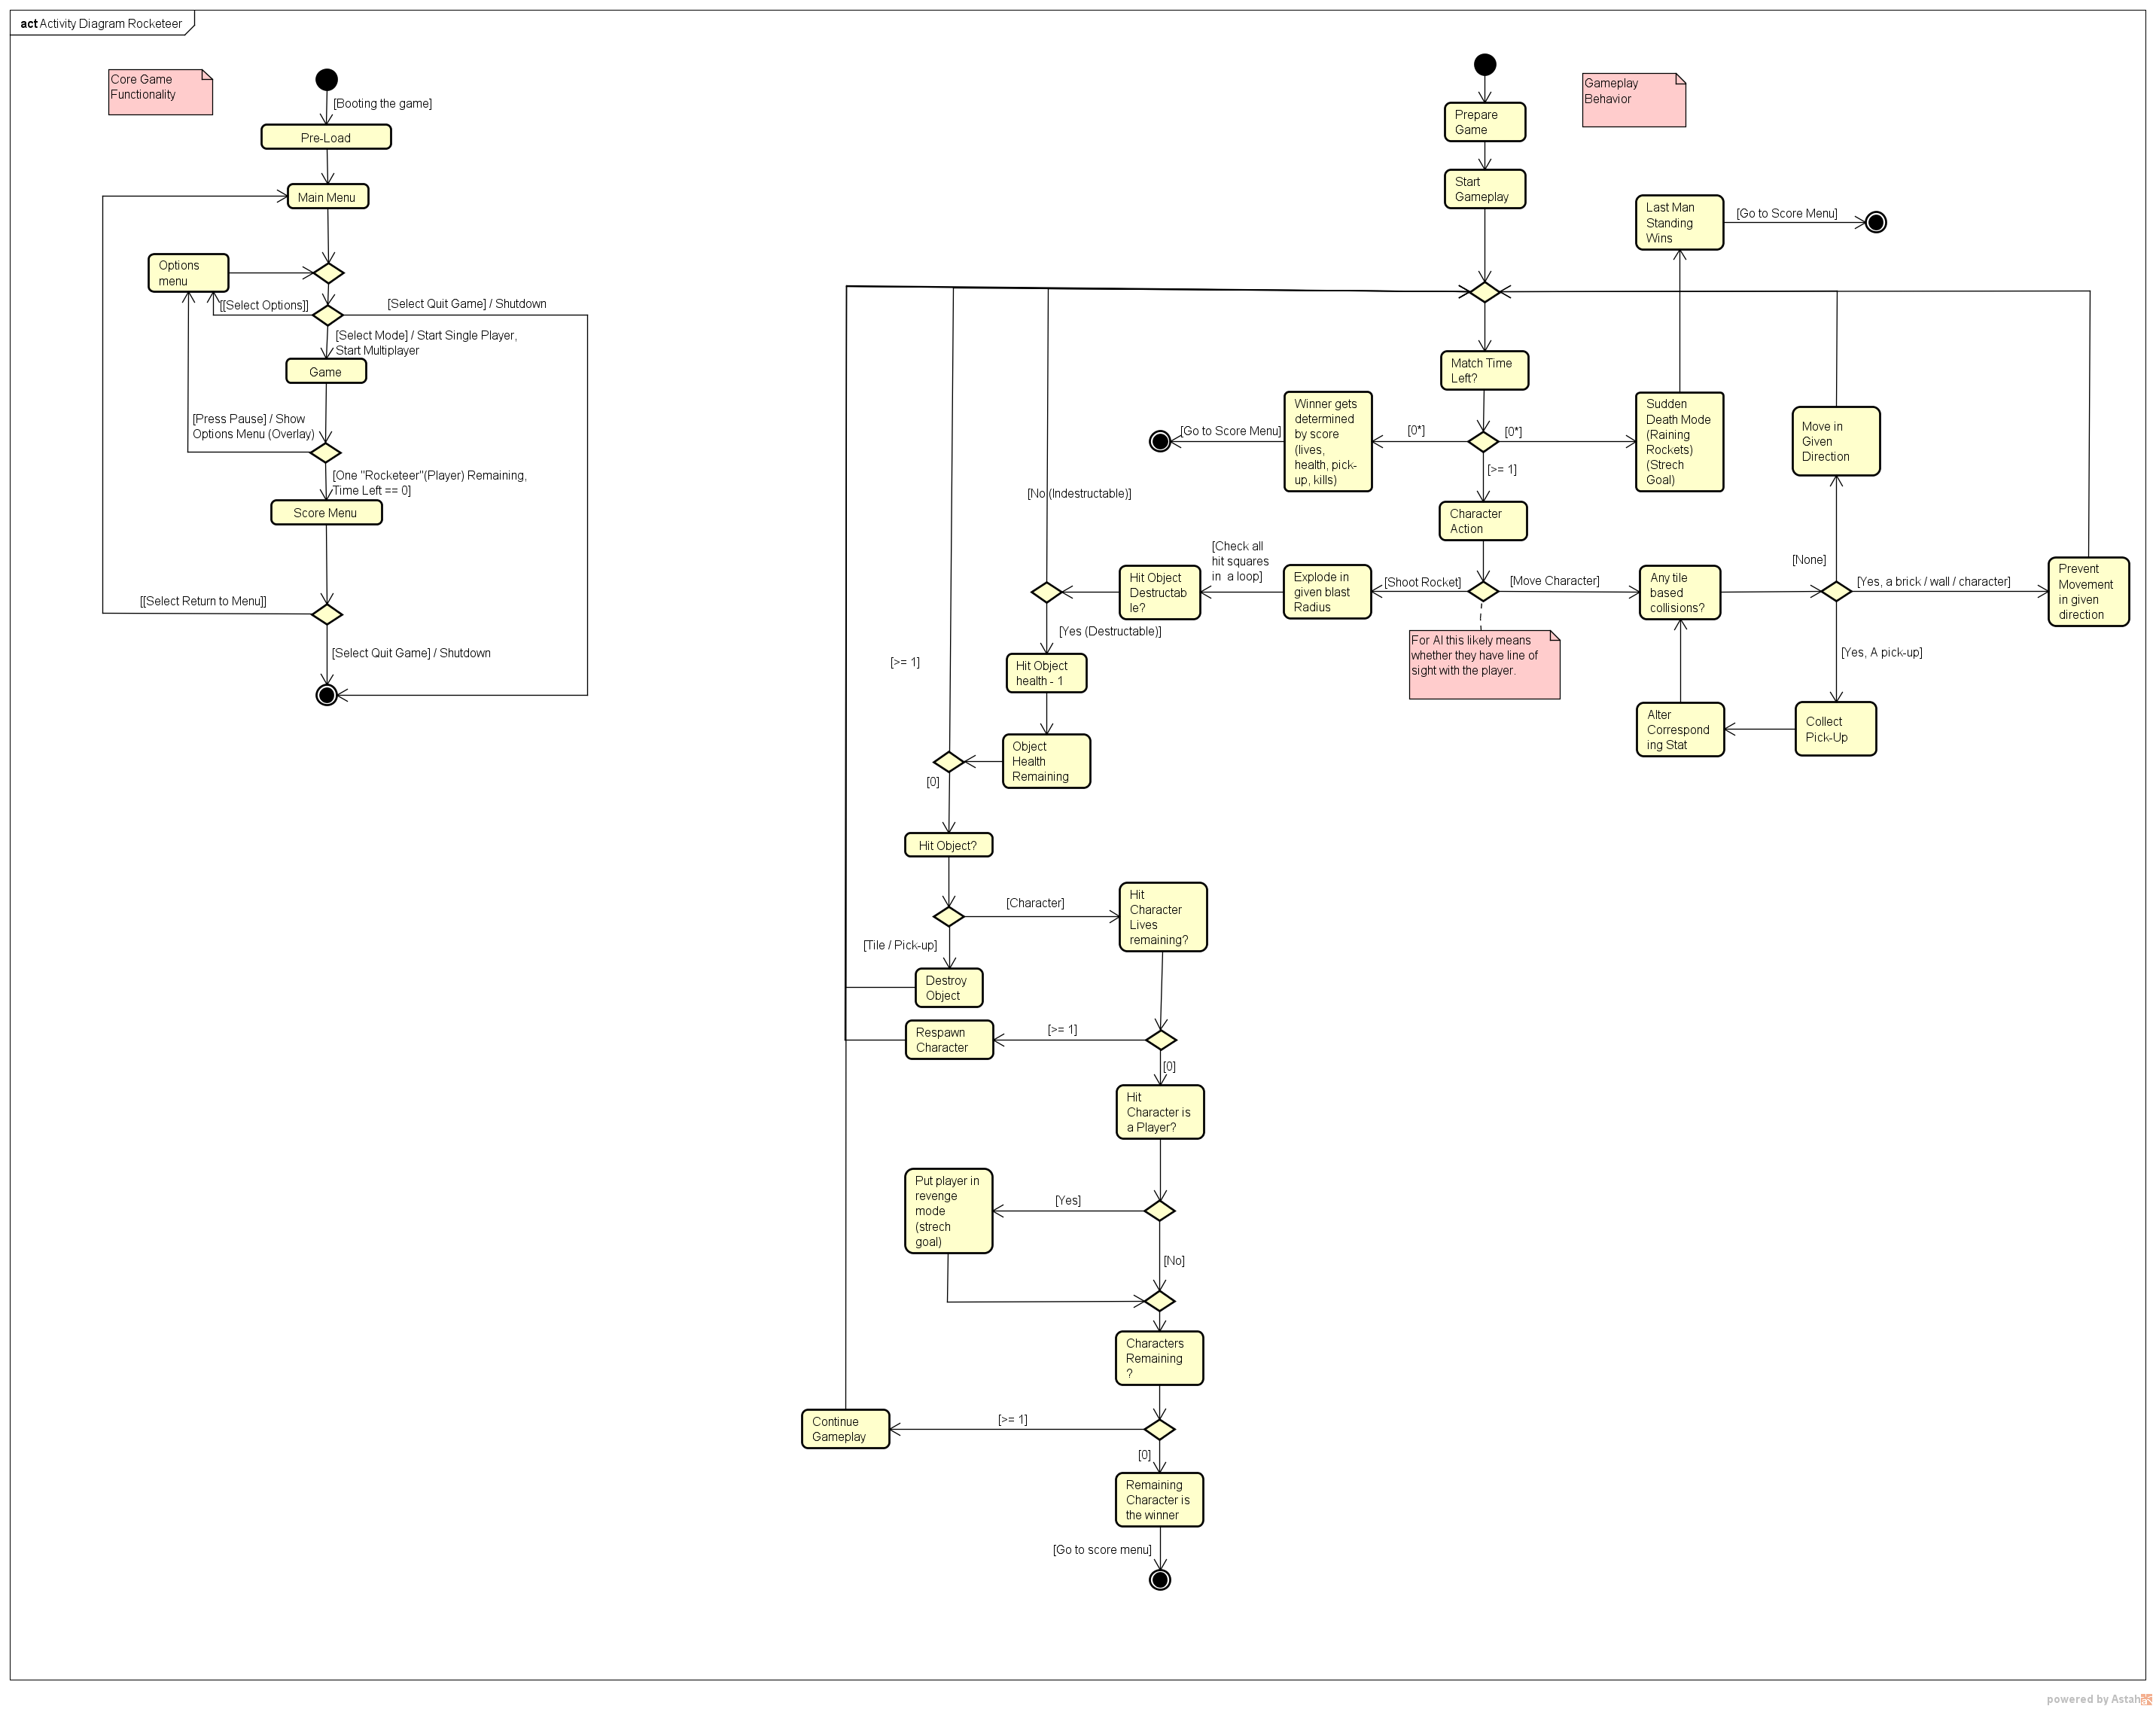 act Activity Diagram Rocketeer
Core Game
Functionality
[Booting the game]
Pre-Load
Main Menu
Options
menu
[[Select Options]]
[Select Quit Game] / Shutdown
[Select Mode] / Start Single Player,
Start Multiplayer
Game
[Press Pause] / Show
Options Menu (Overlay)
[One "Rocketeer"(Player) Remaining,
Time Left == 0]
Score Menu
[[Select Return to Menu]]
[Select Quit Game] / Shutdown
Gameplay
Behavior
Prepare
Game
Start
Gameplay
Last Man
Standing
Wins
[Go to Score Menu]
Match Time
Left?
Winner gets
determined
by score
(lives,
health, pick-
up, kills)
[Go to Score Menu]
[0*]
[0*]
[>= 1]
Sudden
Death Mode
(Raining
Rockets)
(Strech
Goal)
Move in
Given
Direction
Character
Action
[No (Indestructable)]
[Check all
hit squares
in a loop]
Hit Object
Destructab
le?
Explode in
given blast
Radius
[Shoot Rocket]
[Move Character]
Any tile
based
collisions?
[None]
[Yes, a brick / wall / character]
Prevent
Movement
in given
direction
[Yes (Destructable)]
For AI this likely means
whether they have line of
sight with the player.
[Yes, A pick-up]
[>= 1]
Hit Object
health - 1
Alter
Correspond
ing Stat
Collect
Pick-Up
Object
Health
Remaining
[0]
Hit Object?
[Character]
Hit
Character
Lives
remaining?
[Tile / Pick-up]
Destroy
Object
Respawn
Character
[>= 1]
[0]
Hit
Character is
a Player?
Put player in
revenge
mode
(strech
goal)
[Yes]
[No]
Characters
Remaining
?
Continue
Gameplay
[>= 1]
[0]
Remaining
Character is
the winner
[Go to score menu]
powered by Astah